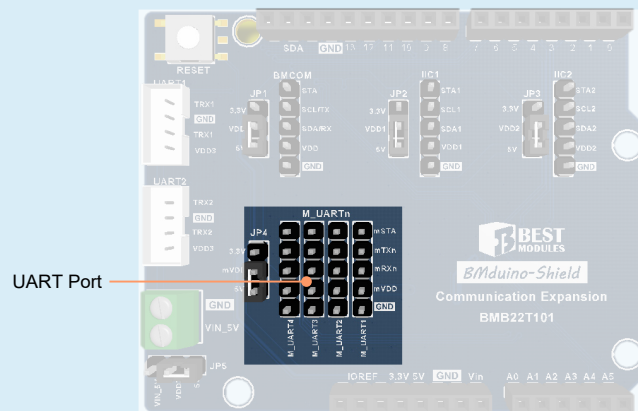 SDA GND 13 12 11 10 9 8 7 6 5 4 3 2 1 0
RESET
BMCOM
IIC1
IIC2
UART1
JP1
JP2
JP3
STA
SCL/TX
SDA/RX
VDD
GND
3.3V
VDD
5V
STA1
SCL1
SDA1
VDD1
GND
3.3V
VDD1
5V
STA2
SCL2
SDA2
VDD2
GND
3.3V
VDD2
5V
TRX1
GND
TRX1
VDD3
UART2
TRX2
GND
VDD3
M_UARTn
JP4
mSTA
mTXn
mRXn
mVDD
GND
3.3V
mVDD
5V
M_UART4
M_UART3
M_UART2
M_UART1
UART Port
BEST
MODULES
BMduino-Shield
Communication Expansion
BMB22T101
GND
VIN_5V
JP5
VIN_5V
IOREF 3.3V 5V GND Vin A0 A1 A2 A3 A4 A5